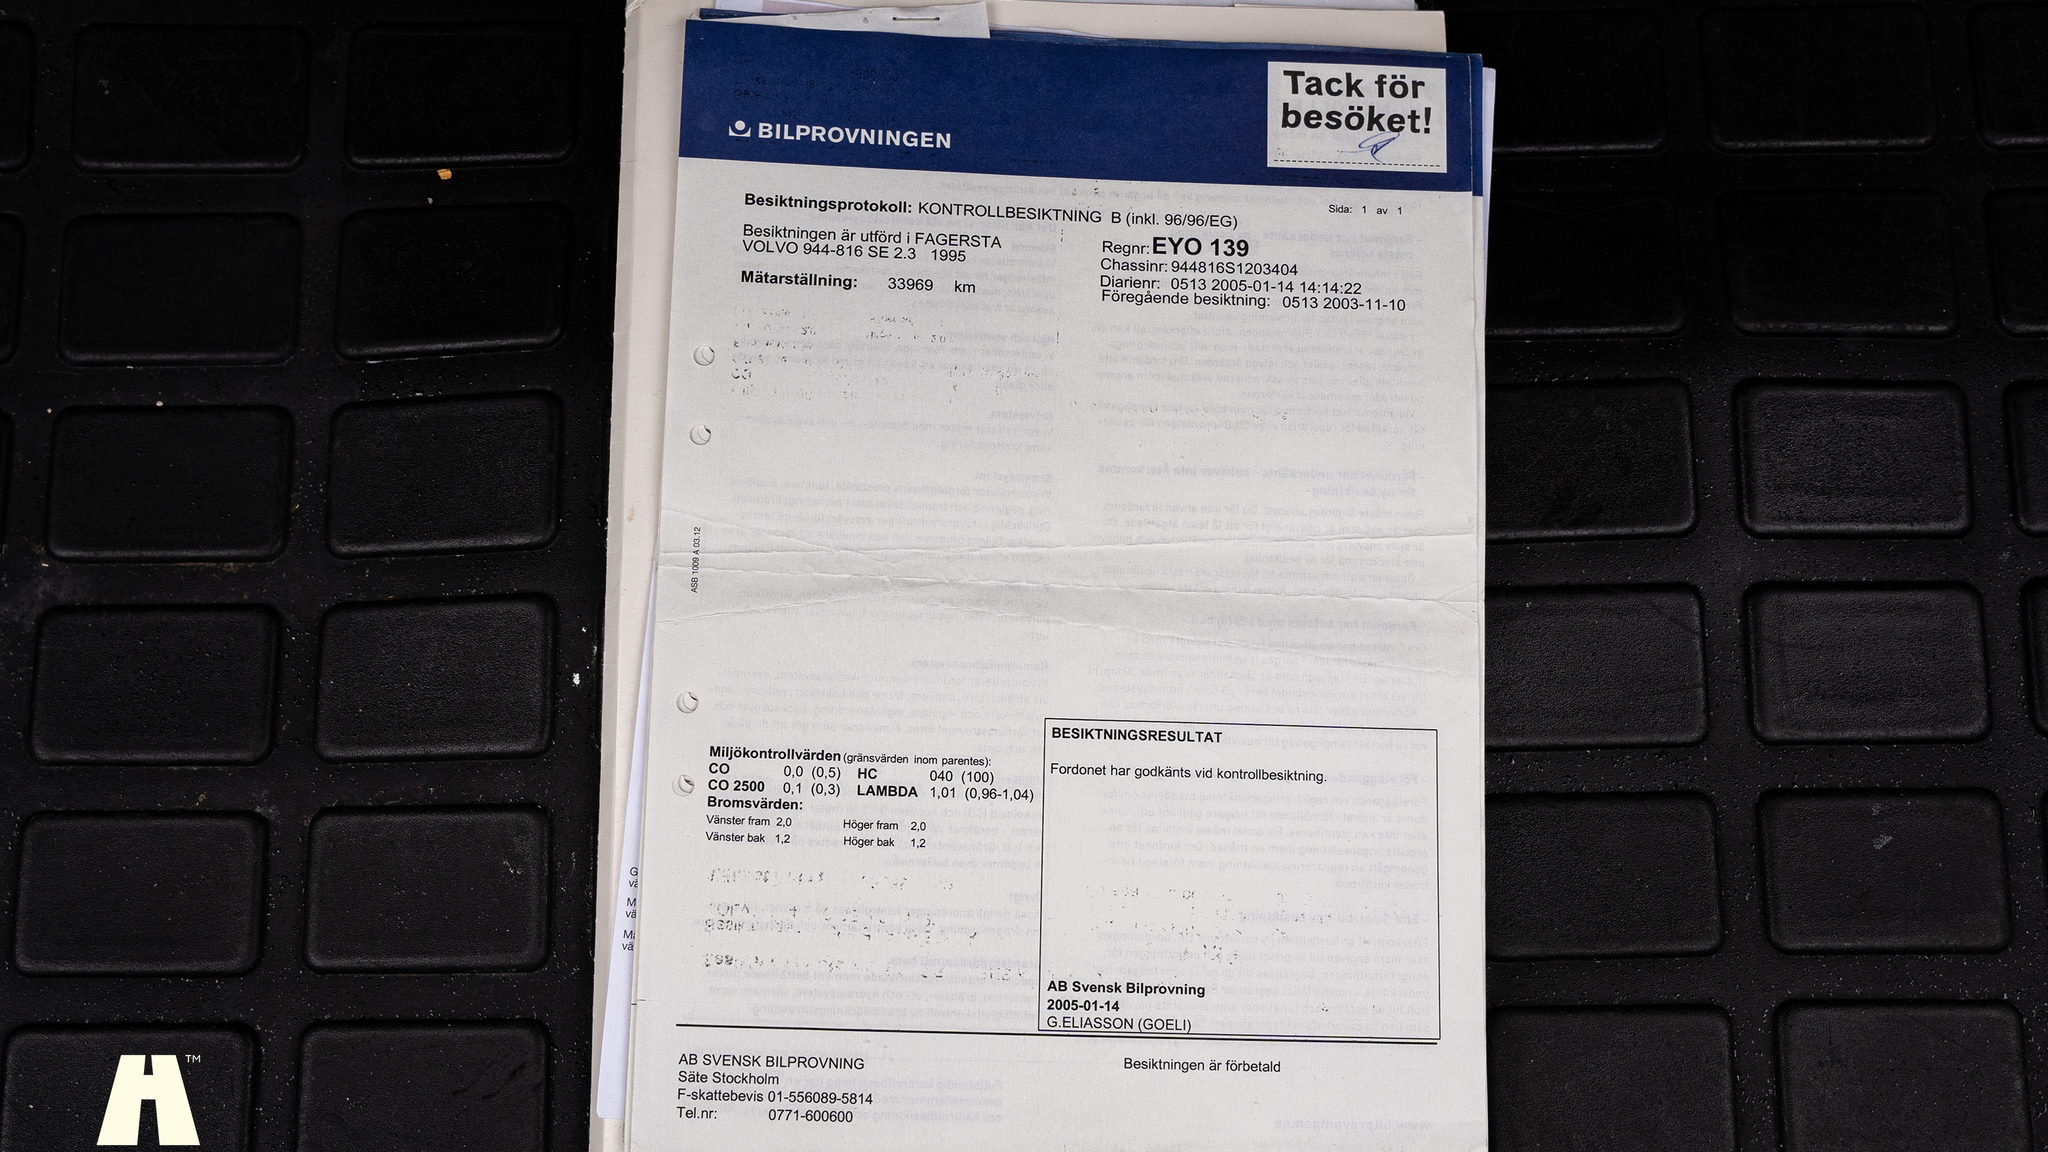 BILPROVNINGEN
Tack för
besöket!
Besiktningsprotokoll: KONTROLLBESIKTNING B (inkl. 96/96/EG)
Sida: 1 av 1
Besiktningen är utförd i FAGERSTA
VOLVO 944-816 SE 2.3 1995
Mätarställning: 33969 km
Regnr: EYO 139
Chassinr: 944816S1203404
Diarienr: 0513 2005-01-14 14:14:22
Föregående besiktning: 0513 2003-11-10
ASB 1009 A 03.12
Miljökontrollvärden (gränsvärden inom parentes):
CO 0,0 (0,5) HC 040 (100)
CO 2500 0,1 (0,3) LAMBDA 1,01 (0,96-1,04)
Bromsvärden:
Vänster fram 2,0 Höger fram 2,0
Vänster bak 1,2 Höger bak 1,2
BESIKTNINGSRESULTAT
Fordonet har godkänts vid kontrollbesiktning.
AB Svensk Bilprovning
2005-01-14
G.ELIASSON (GOELI)
AB SVENSK BILPROVNING
Säte Stockholm
F-skattebevis 01-556089-5814
Tel.nr: 0771-600600
Besiktningen är förbetald
TM